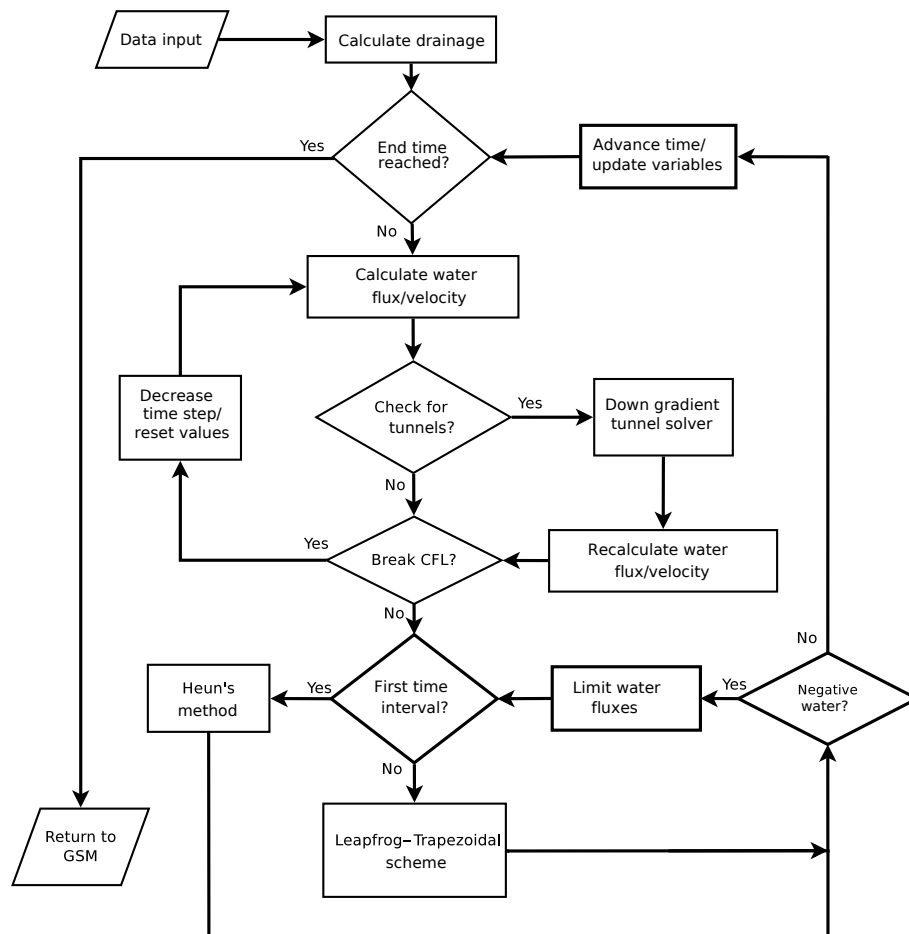 Data input
Calculate drainage
Yes
End time
reached?
Advance time/
update variables
No
Calculate water
flux/velocity
Decrease
time step/
reset values
Check for
tunnels?
Yes
Down gradient
tunnel solver
No
Yes
Break CFL?
Recalculate water
flux/velocity
No
No
Heun's
method
Yes
First time
interval?
Limit water
fluxes
Yes
Negative
water?
No
Leapfrog–Trapezoidal
scheme
Return to
GSM